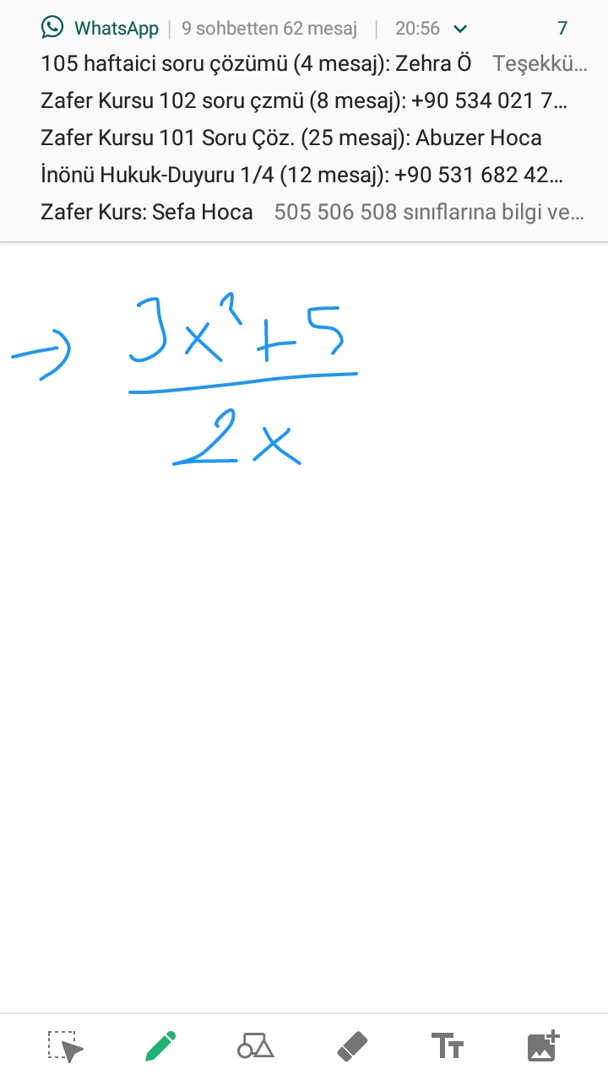 WhatsApp | 9 sohbetten 62 mesaj | 20:56 7
105 haftaici soru çözümü (4 mesaj): Zehra Ö Teşekkü...
Zafer Kursu 102 soru çzmü (8 mesaj): +90 534 021 7...
Zafer Kursu 101 Soru Çöz. (25 mesaj): Abuzer Hoca
İnönü Hukuk-Duyuru 1/4 (12 mesaj): +90 531 682 42...
Zafer Kurs: Sefa Hoca 505 506 508 sınıflarına bilgi ve...
→ 3x²+5
2x
TT